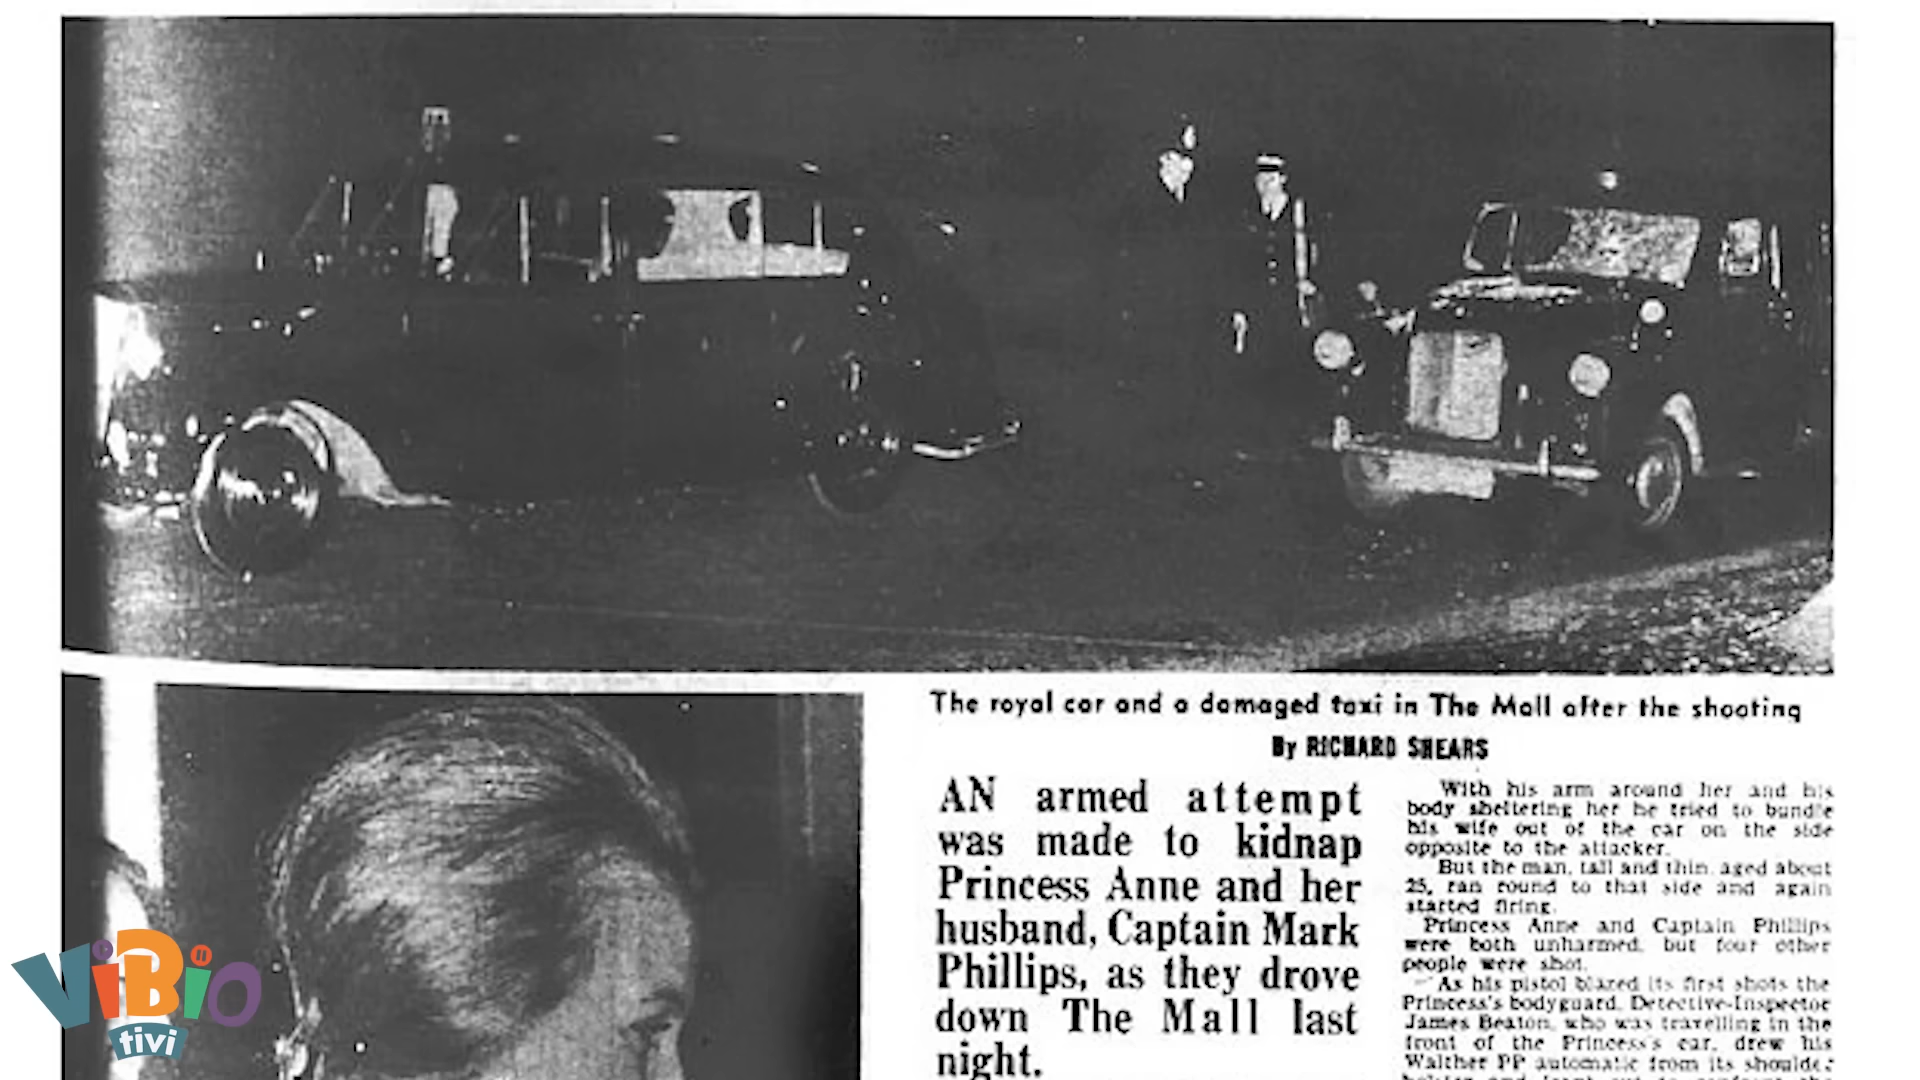 The royal car and a damaged taxi in The Mall after the shooting
By RICHARD SHEARS
AN armed attempt
was made to kidnap
Princess Anne and her
husband, Captain Mark
Phillips, as they drove
down The Mall last
night.
With his arm around her and his
body sheltering her he tried to bundle
his wife out of the car on the side
opposite to the attacker.
But the man, tall and thin, aged about
25, ran round to that side and again
started firing.
Princess Anne and Captain Phillips
were both unharmed, but four other
people were shot.
As his pistol blazed its first shots the
Princess's bodyguard, Detective-Inspector
James Beaton, who was travelling in the
front of the Princess's car, drew his
Walther PP automatic from its shoulder
ViBiO
tivi